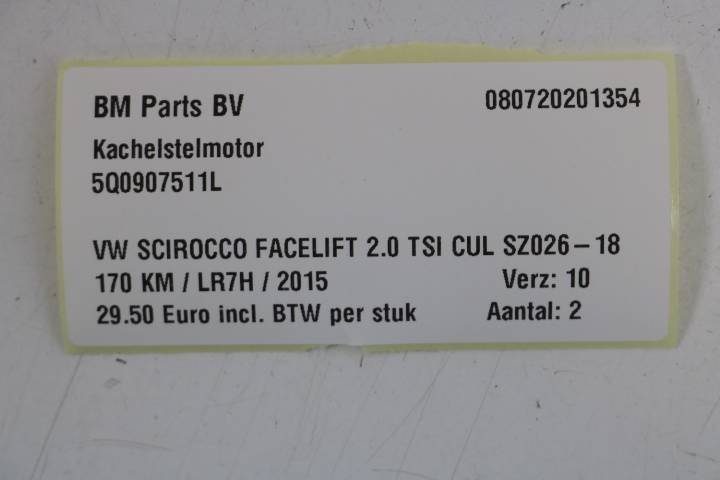 BM Parts BV 080720201354
Kachelstelmotor
5Q0907511L
VW SCIROCCO FACELIFT 2.0 TSI CUL SZ026-18
170 KM / LR7H / 2015 Verz: 10
29.50 Euro incl. BTW per stuk Aantal: 2